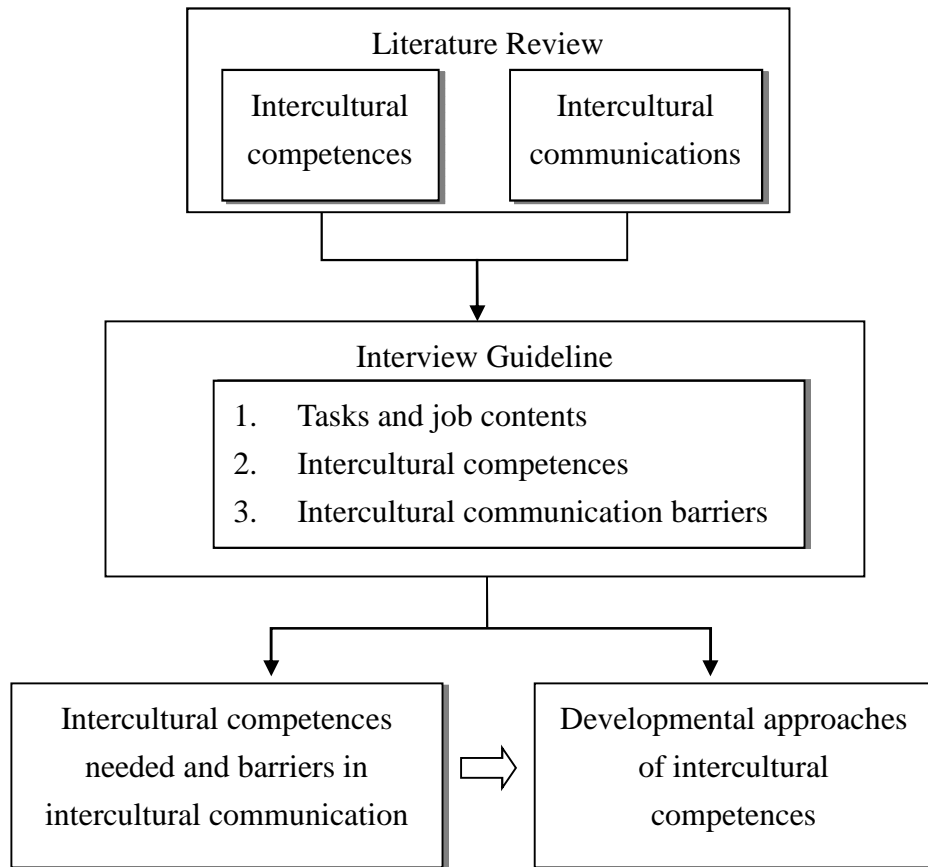 Literature Review
Intercultural
competences
Intercultural
communications
Interview Guideline
1. Tasks and job contents
2. Intercultural competences
3. Intercultural communication barriers
Intercultural competences
needed and barriers in
intercultural communication
Developmental approaches
of intercultural
competences